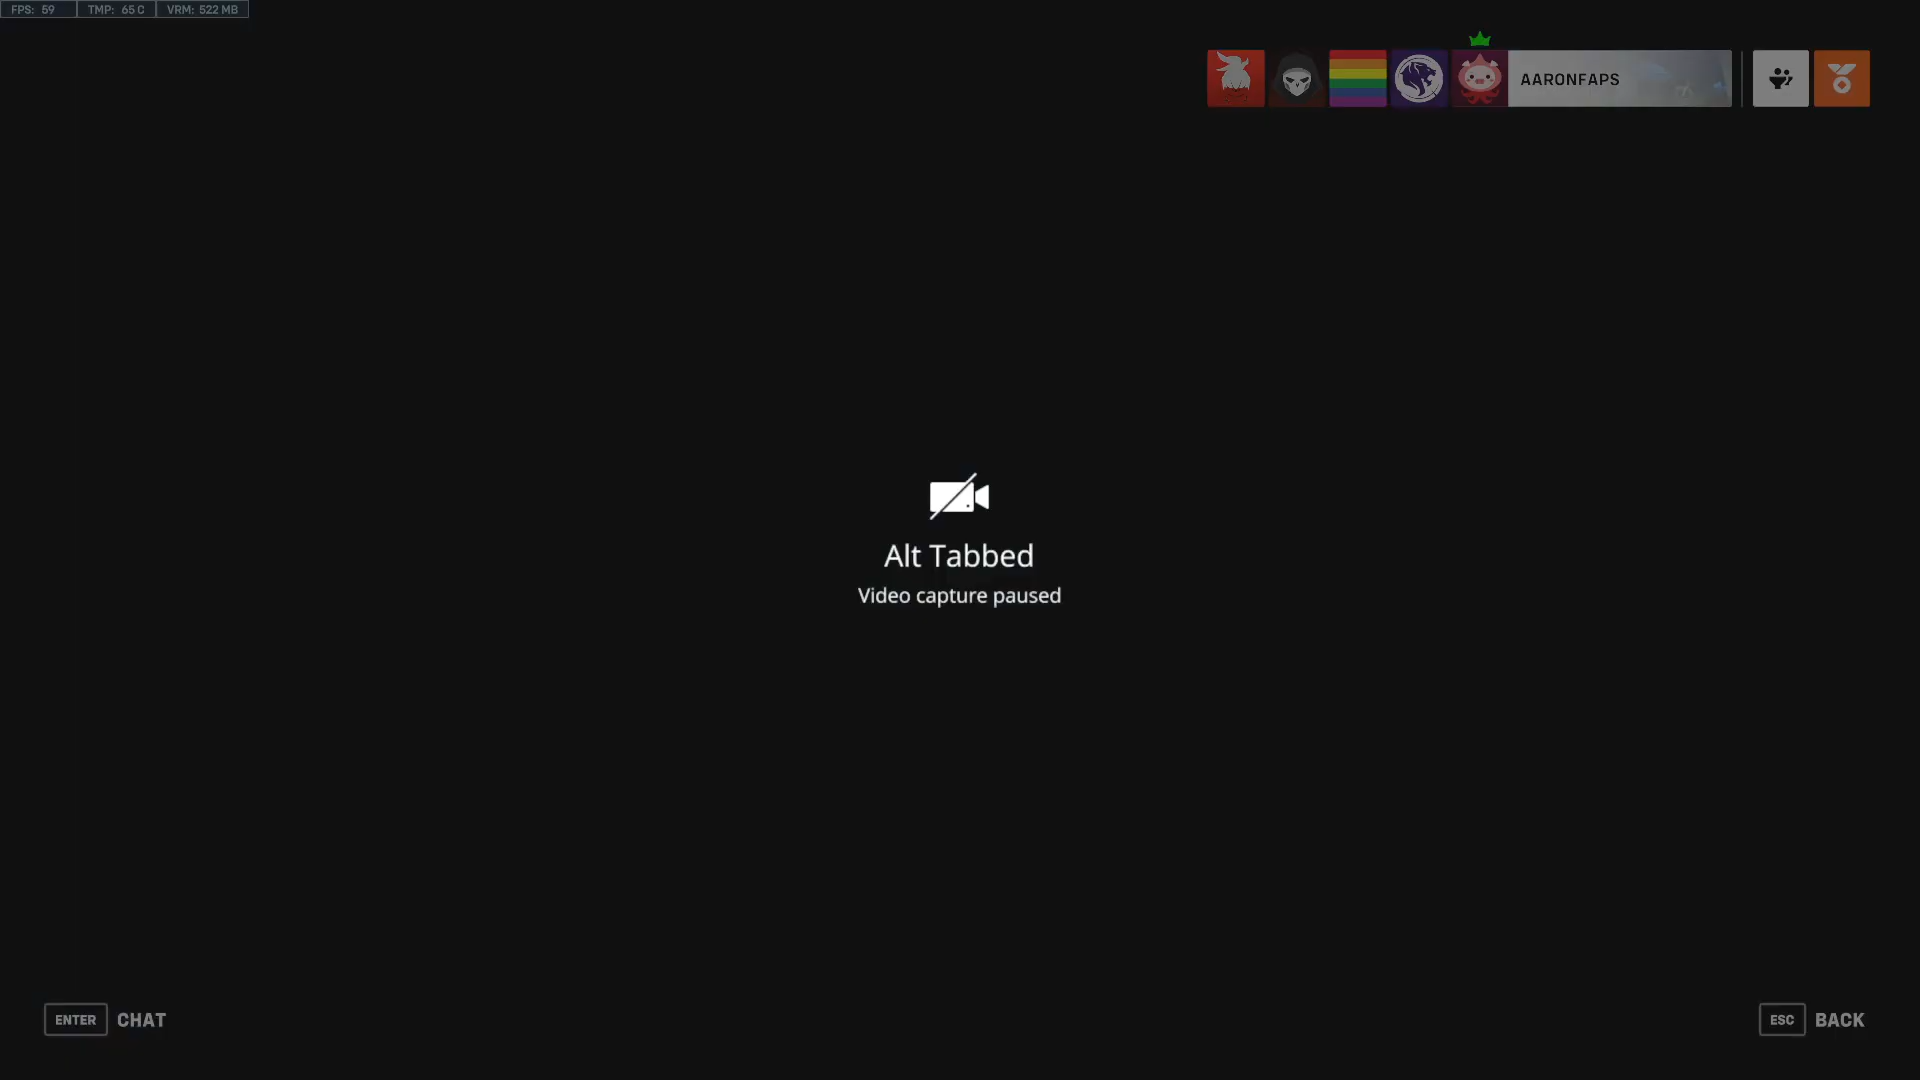 FPS: 59 TMP: 65 C VRM: 522 MB
AARONFAPS
Alt Tabbed
Video capture paused
ENTER CHAT
ESC BACK